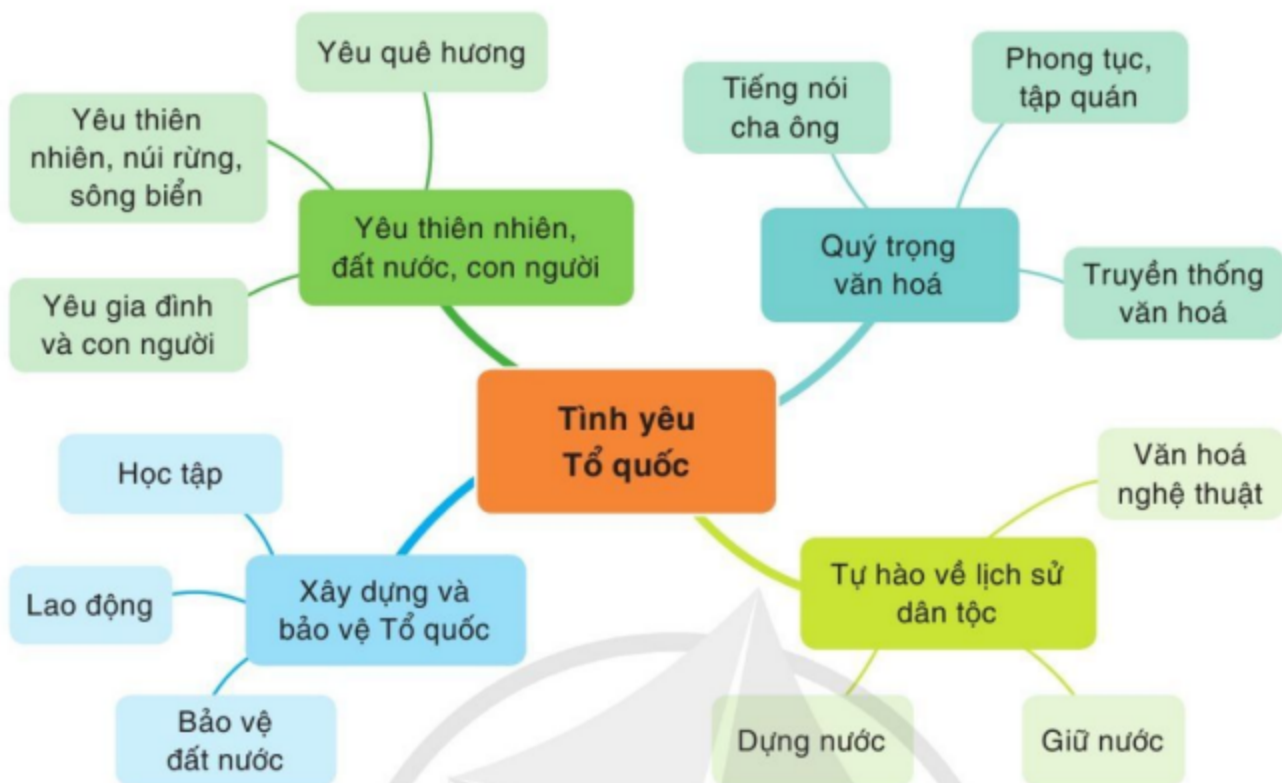 Yêu quê hương
Yêu thiên
nhiên, núi rừng,
sông biển
Yêu thiên nhiên,
đất nước, con người
Yêu gia đình
và con người
Tiếng nói
cha ông
Phong tục,
tập quán
Quý trọng
văn hoá
Truyền thống
văn hoá
Tình yêu
Tổ quốc
Học tập
Lao động
Xây dựng và
bảo vệ Tổ quốc
Bảo vệ
đất nước
Văn hoá
nghệ thuật
Tự hào về lịch sử
dân tộc
Dựng nước
Giữ nước